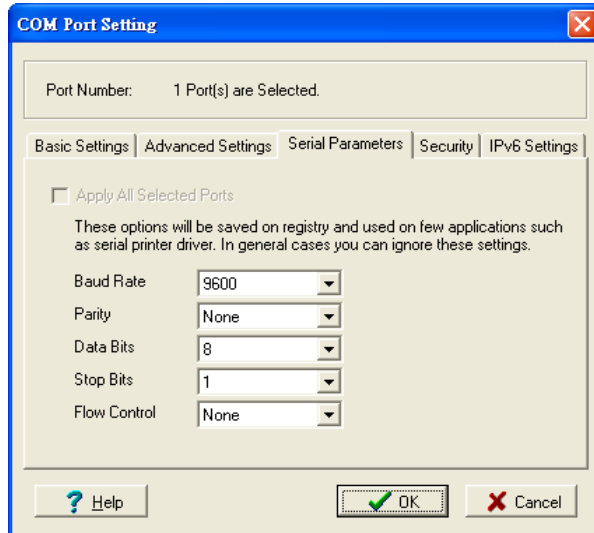 COM Port Setting
Port Number: 1 Port(s) are Selected.
Basic Settings Advanced Settings Serial Parameters Security IPv6 Settings
Apply All Selected Ports
These options will be saved on registry and used on few applications such
as serial printer driver. In general cases you can ignore these settings.
Baud Rate 9600
Parity None
Data Bits 8
Stop Bits 1
Flow Control None
? Help OK Cancel